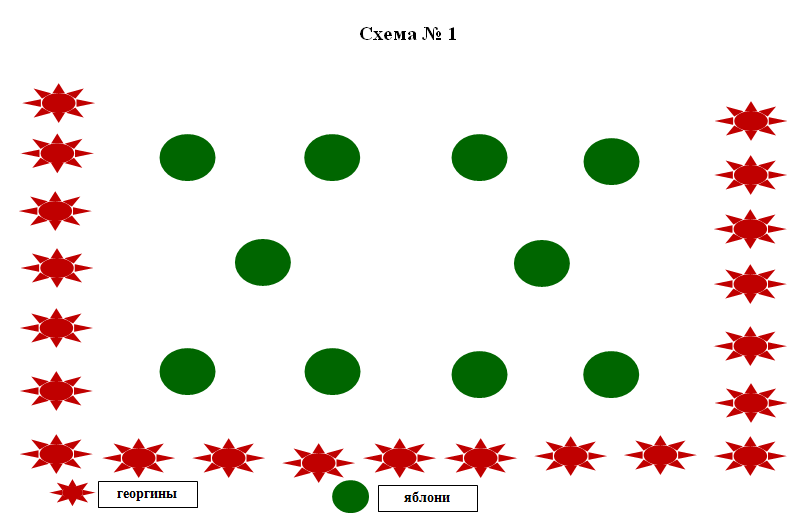 Схема № 1
георгины
яблони